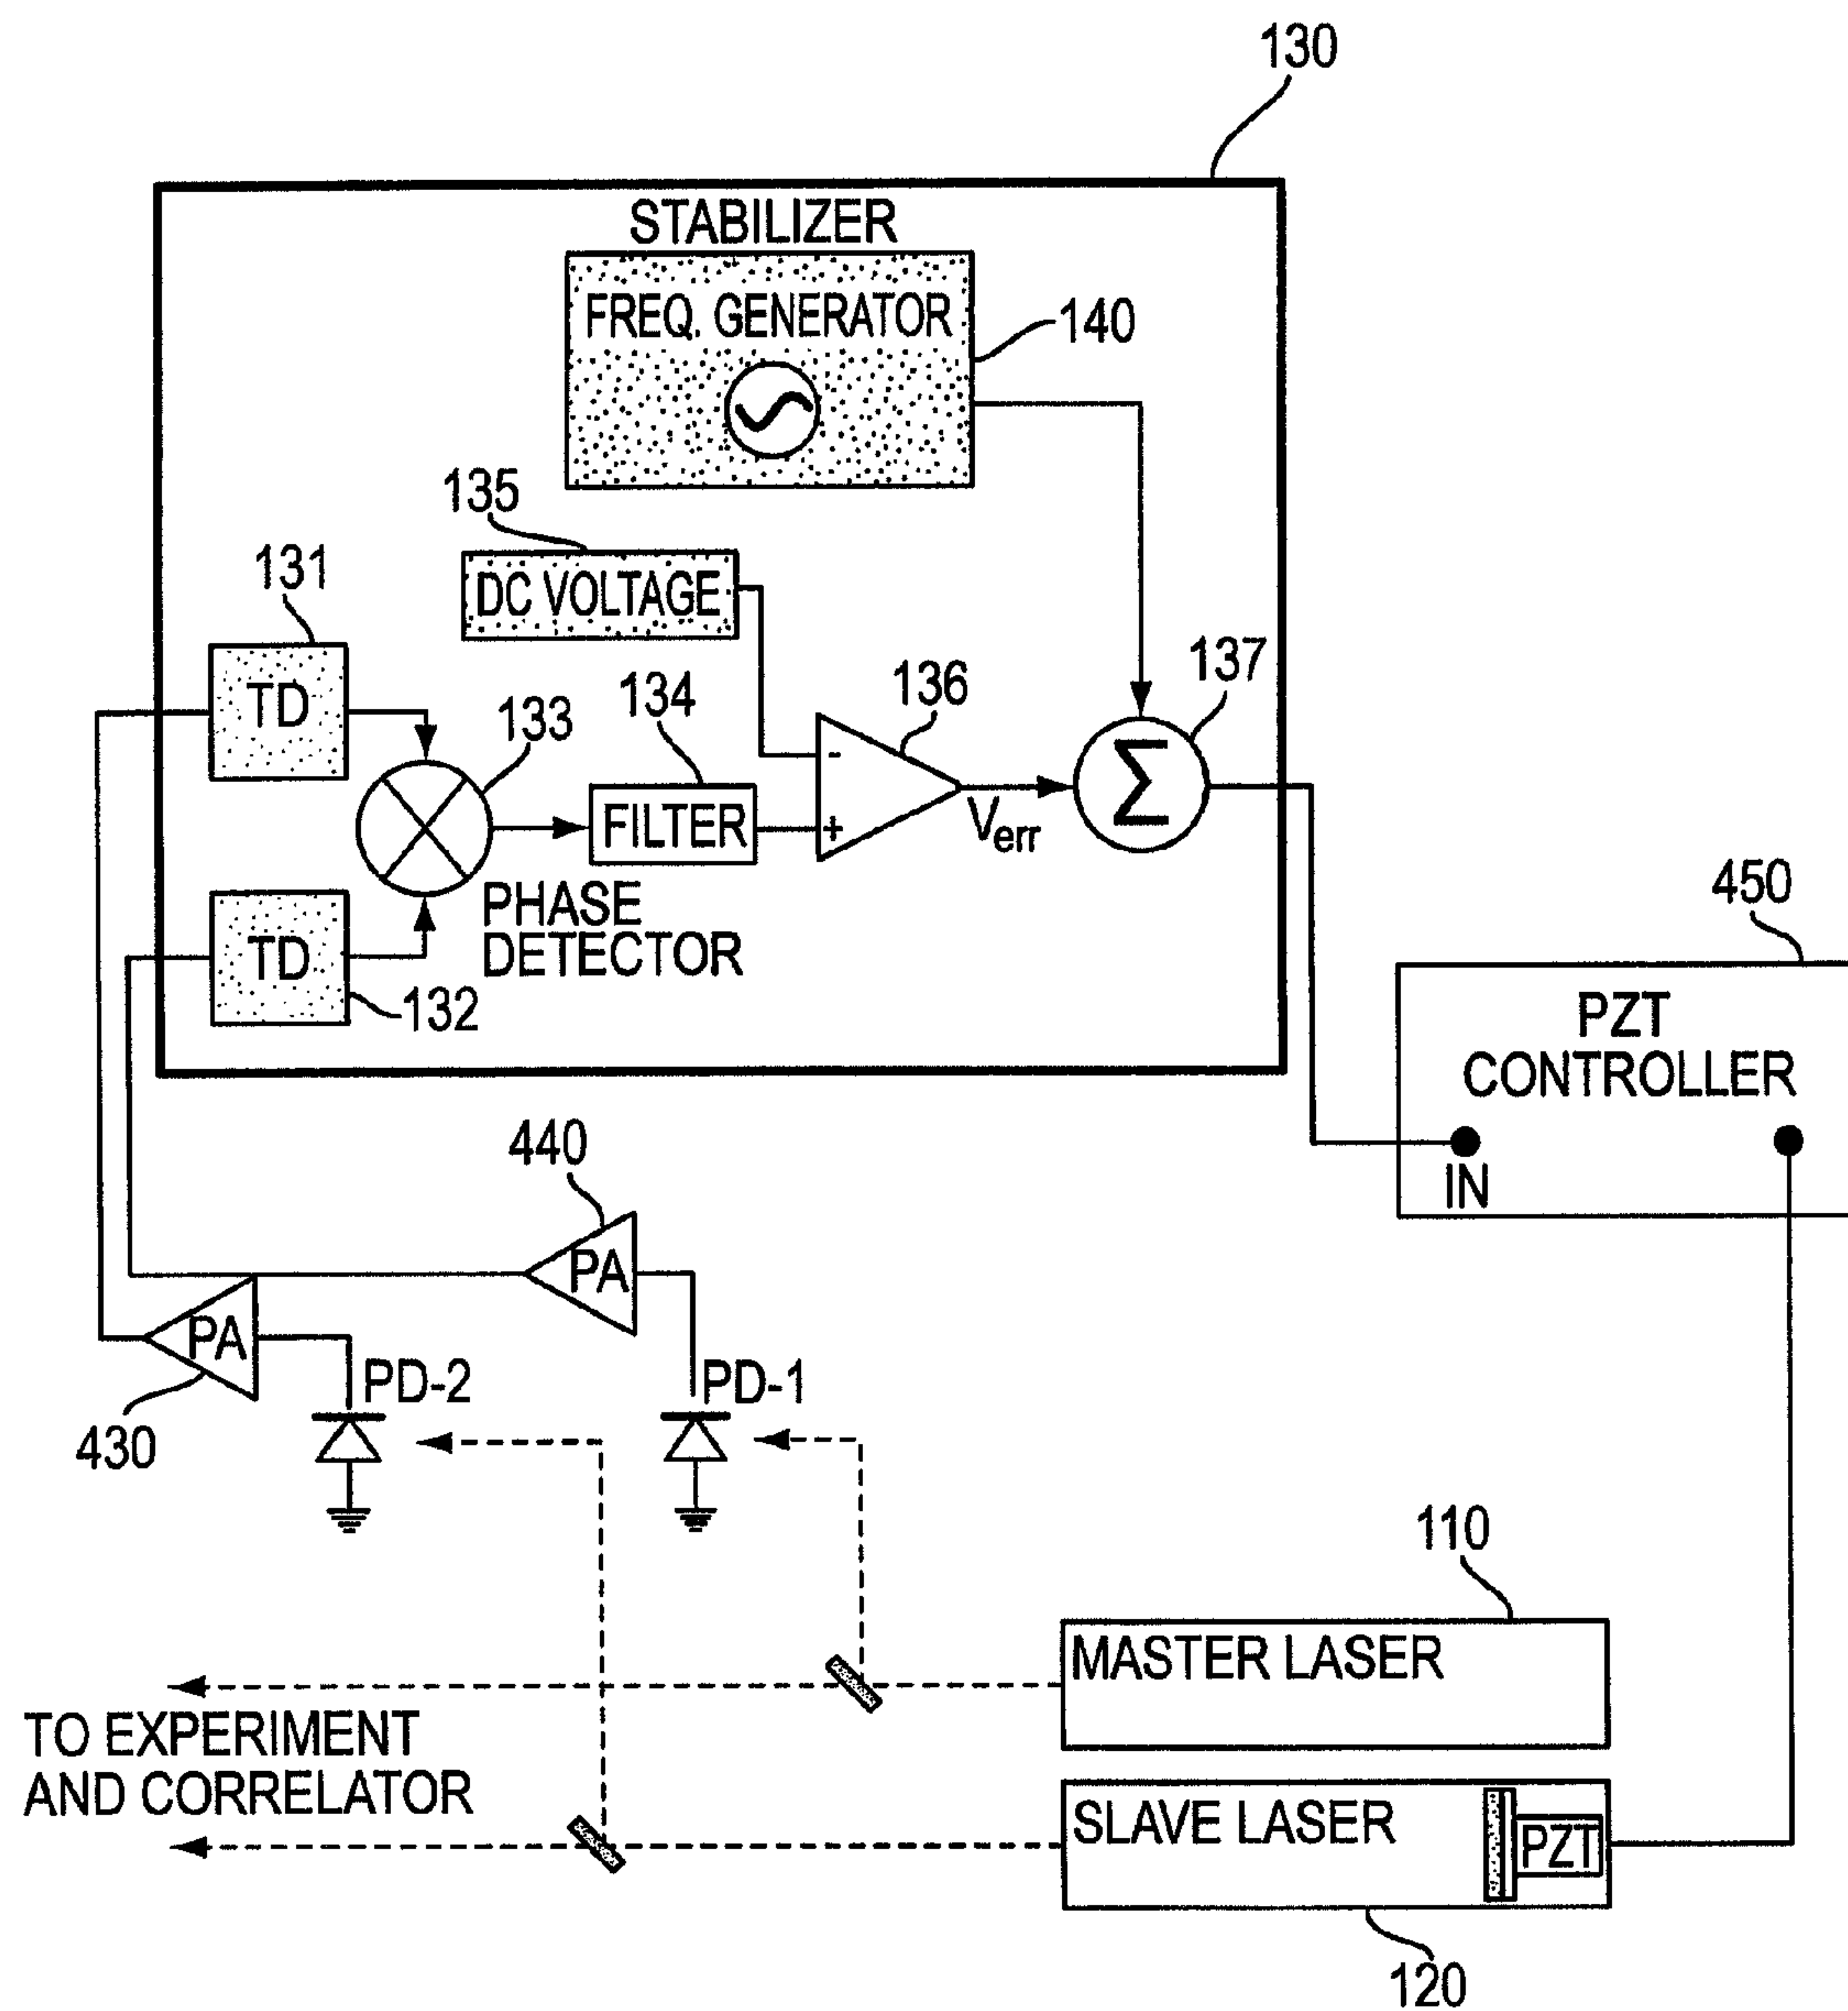 130
STABILIZER
FREQ. GENERATOR
140
135
DC VOLTAGE
131
TD
133
134
FILTER
136
-
+
Verr
137
Σ
PHASE
DETECTOR
TD
132
450
PZT
CONTROLLER
IN
440
PA
PA
430
PD-2
PD-1
110
MASTER LASER
TO EXPERIMENT
AND CORRELATOR
SLAVE LASER
PZT
120